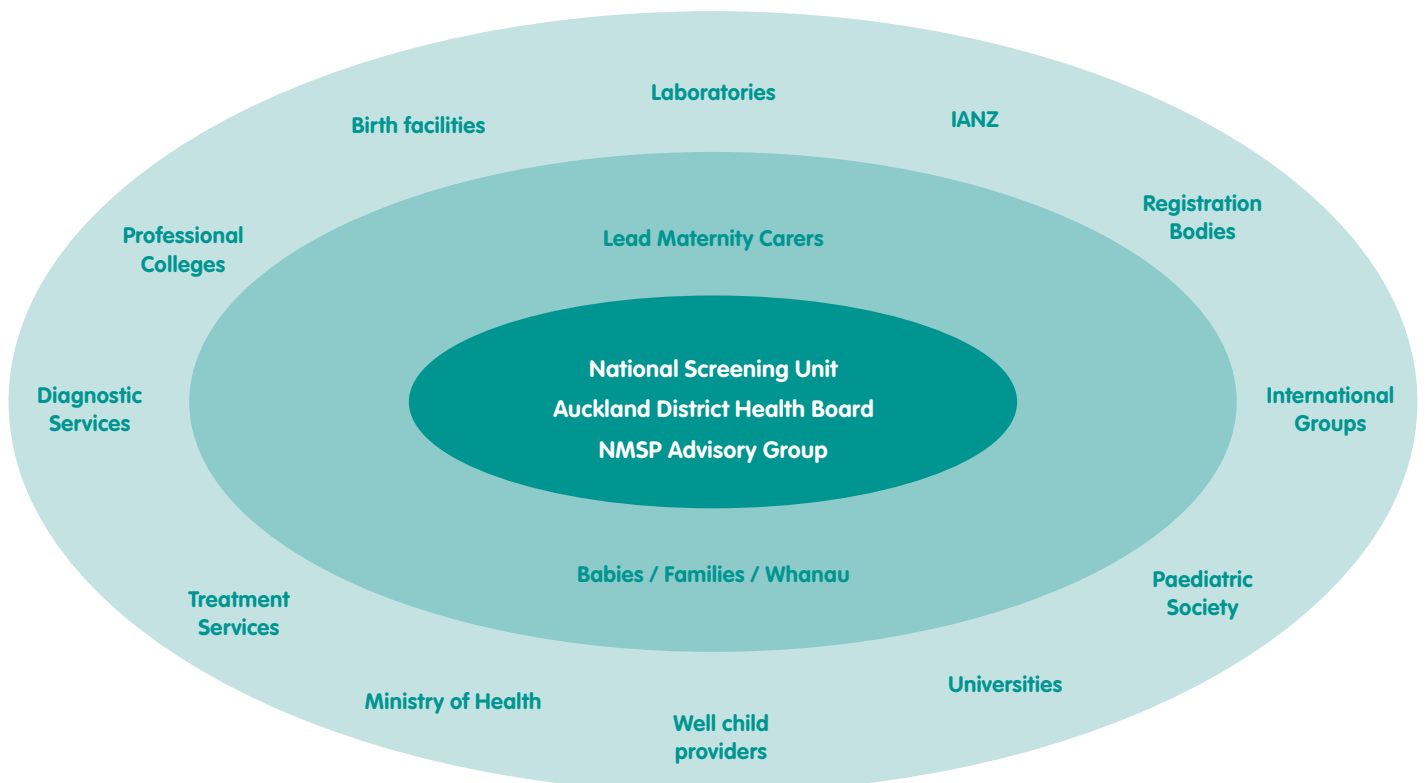 Laboratories
Birth facilities
IANZ
Registration
Bodies
Professional
Colleges
Lead Maternity Carers
National Screening Unit
Auckland District Health Board
NMSP Advisory Group
Diagnostic
Services
International
Groups
Babies / Families / Whanau
Treatment
Services
Paediatric
Society
Ministry of Health
Universities
Well child
providers